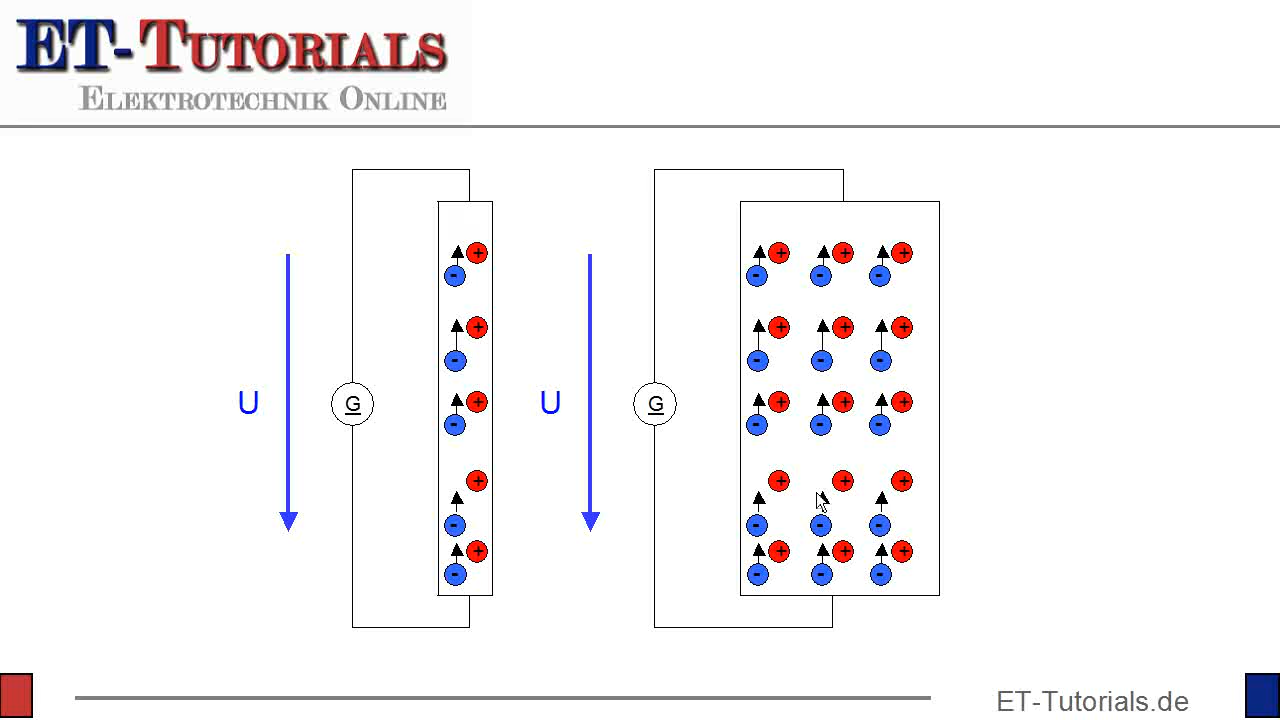 ET-TUTORIALS
ELEKTROTECHNIK ONLINE
U
G
U
G
+ + + +
- - - -
+ + + +
- - - -
+ + + +
- - - -
+ + + +
- - - -
+ + + +
- - - -
ET-Tutorials.de